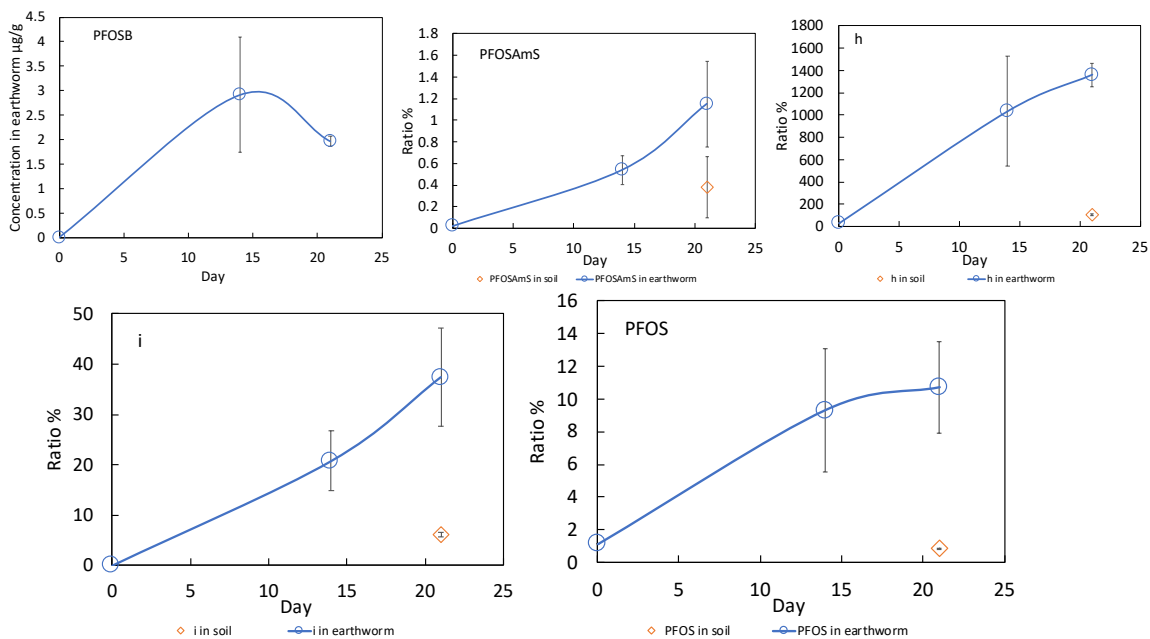 PFOSB
Concentration in earthworm µg/g
4.5
4
3.5
3
2.5
2
1.5
1
0.5
0
0 5 10 15 20 25
Day
PFOSAmS
Ratio %
1.8
1.6
1.4
1.2
1
0.8
0.6
0.4
0.2
0
0 5 10 15 20 25
Day
PFOSAmS in soil PFOSAmS in earthworm
h
Ratio %
1800
1600
1400
1200
1000
800
600
400
200
0
0 5 10 15 20 25
Day
h in soil h in earthworm
i
Ratio %
50
40
30
20
10
0
0 5 10 15 20 25
Day
i in soil i in earthworm
PFOS
Ratio %
16
14
12
10
8
6
4
2
0
0 5 10 15 20 25
Day
PFOS in soil PFOS in earthworm